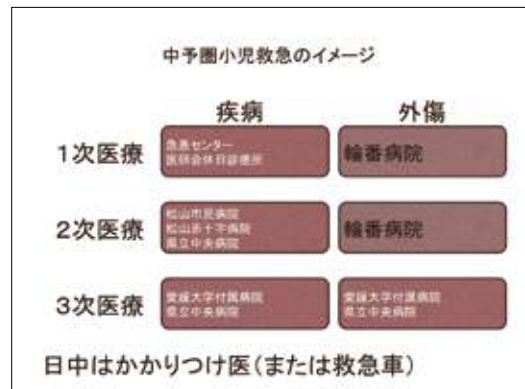 中予圏小児救急のイメージ
疾病
外傷
1次医療
急患センター
医師会休日診療所
輪番病院
2次医療
松山市民病院
松山赤十字病院
県立中央病院
輪番病院
3次医療
愛媛大学付属病院
県立中央病院
愛媛大学付属病院
県立中央病院
日中はかかりつけ医(または救急車)